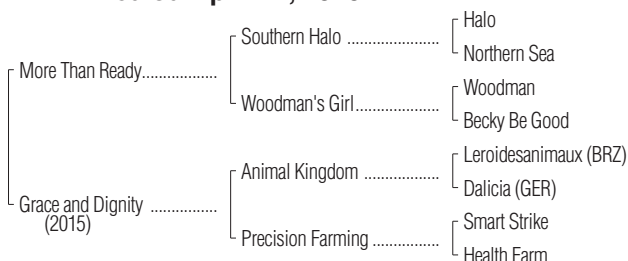 Halo
Southern Halo ......................
Northern Sea
More Than Ready..................
Woodman
Woodman's Girl....................
Becky Be Good
Leroidesanimaux (BRZ)
Animal Kingdom ..................
Dalicia (GER)
Grace and Dignity ................
(2015)
Smart Strike
Precision Farming ................
Health Farm